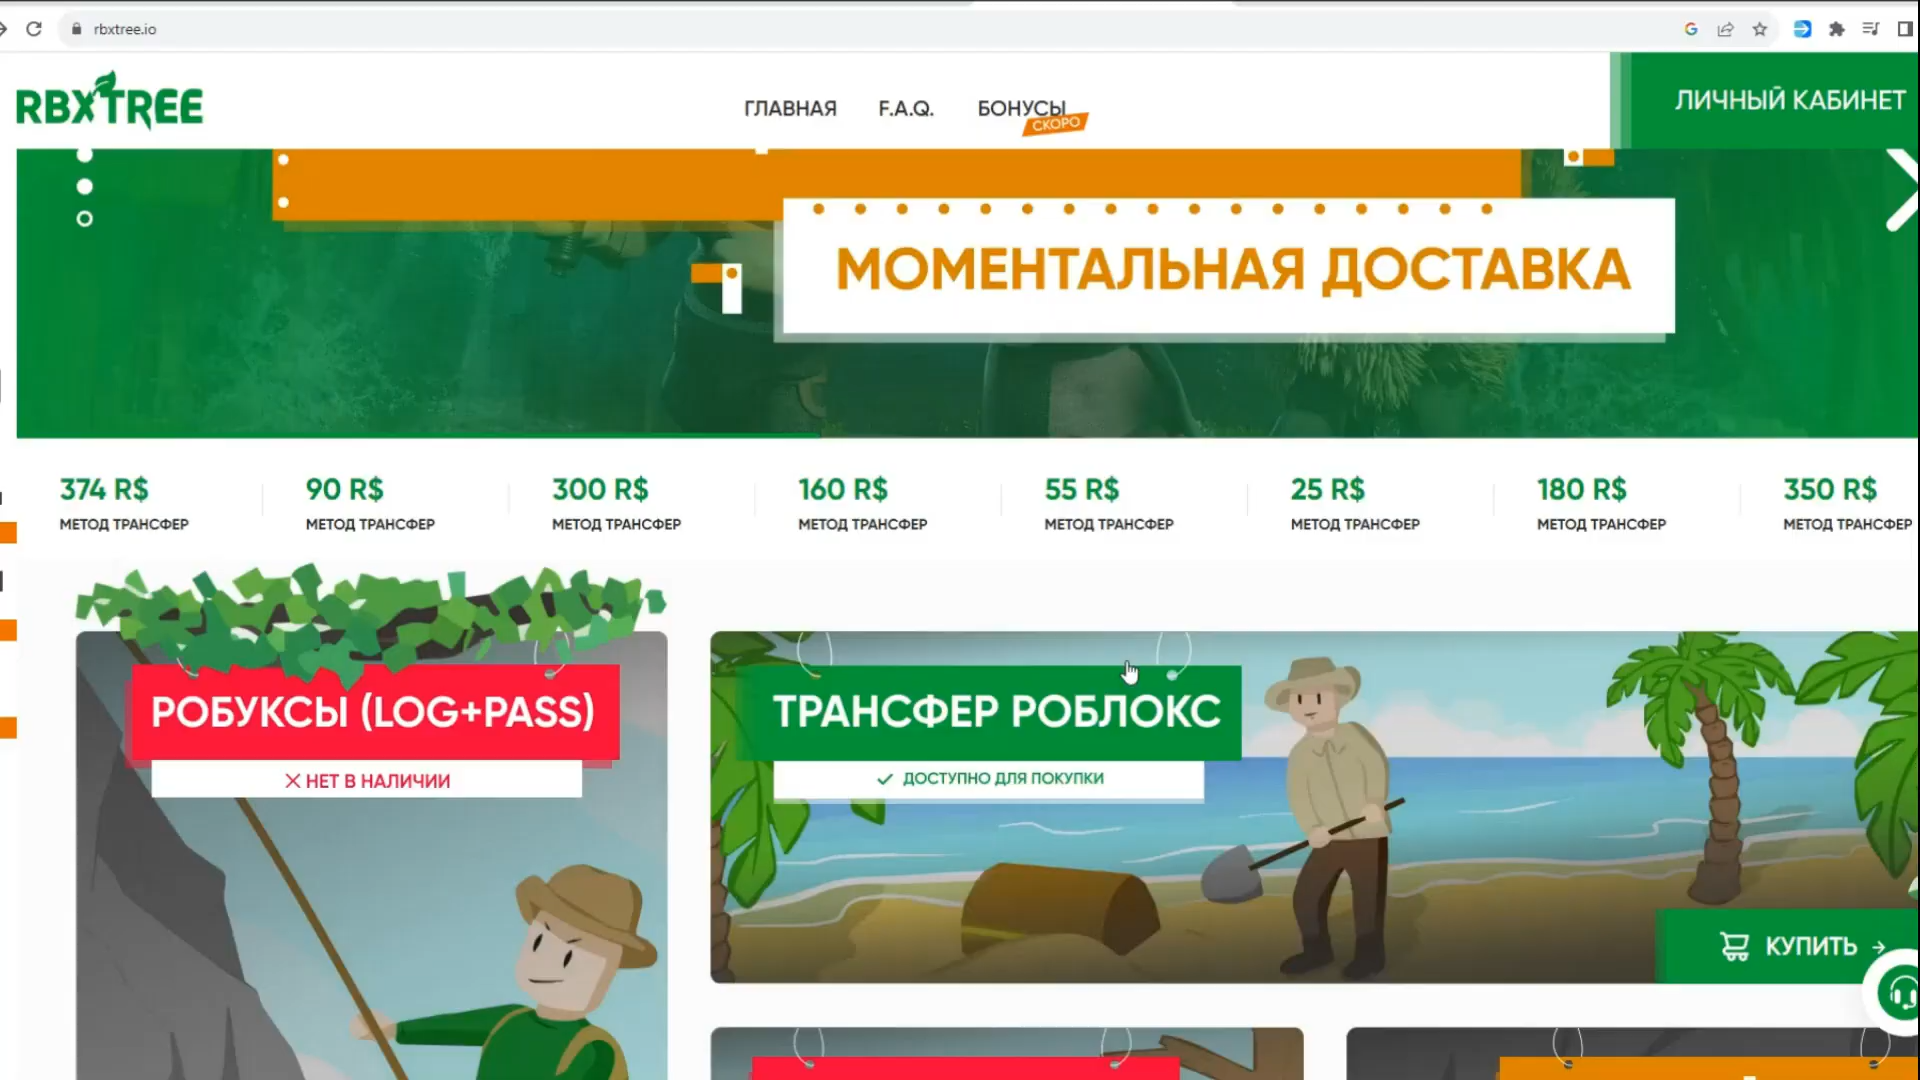 rbxtree.io
RBXTREE
ГЛАВНАЯ
F.A.Q.
БОНУСЫ
СКОРО
ЛИЧНЫЙ КАБИНЕТ
МОМЕНТАЛЬНАЯ ДОСТАВКА
374 R$
МЕТОД ТРАНСФЕР
90 R$
МЕТОД ТРАНСФЕР
300 R$
МЕТОД ТРАНСФЕР
160 R$
МЕТОД ТРАНСФЕР
55 R$
МЕТОД ТРАНСФЕР
25 R$
МЕТОД ТРАНСФЕР
180 R$
МЕТОД ТРАНСФЕР
350 R$
МЕТОД ТРАНСФЕР
РОБУКСЫ (LOG+PASS)
НЕТ В НАЛИЧИИ
ТРАНСФЕР РОБЛОКС
ДОСТУПНО ДЛЯ ПОКУПКИ
КУПИТЬ